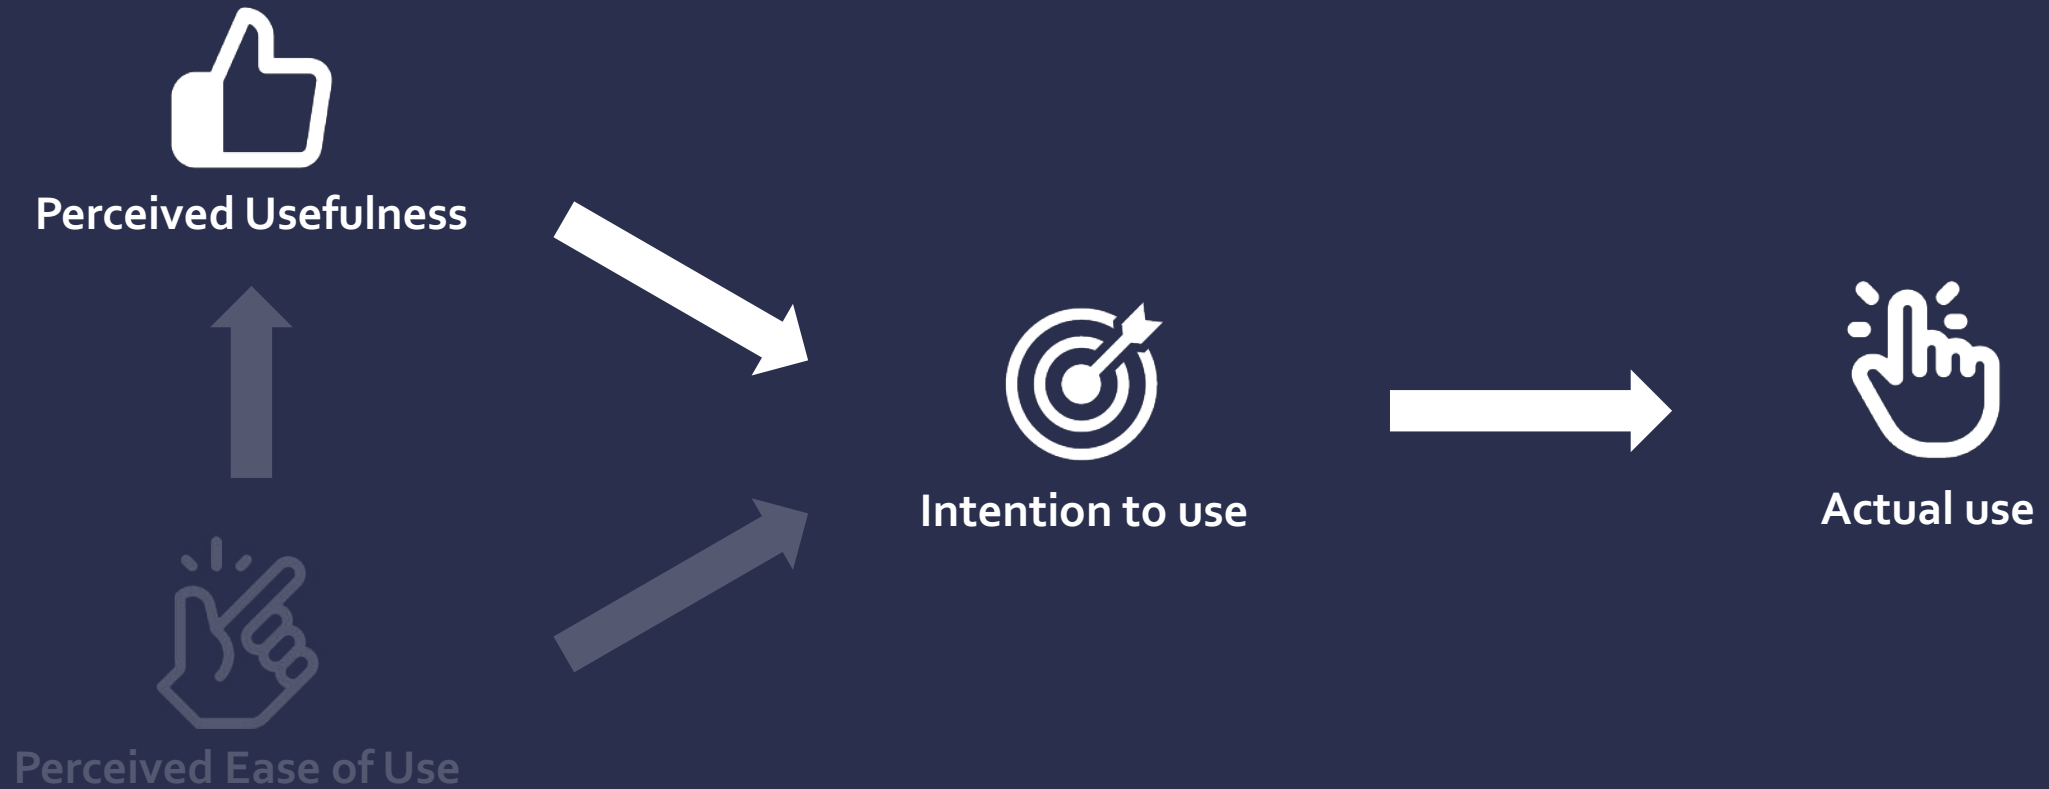 Perceived Usefulness
Intention to use
Actual use
Perceived Ease of Use